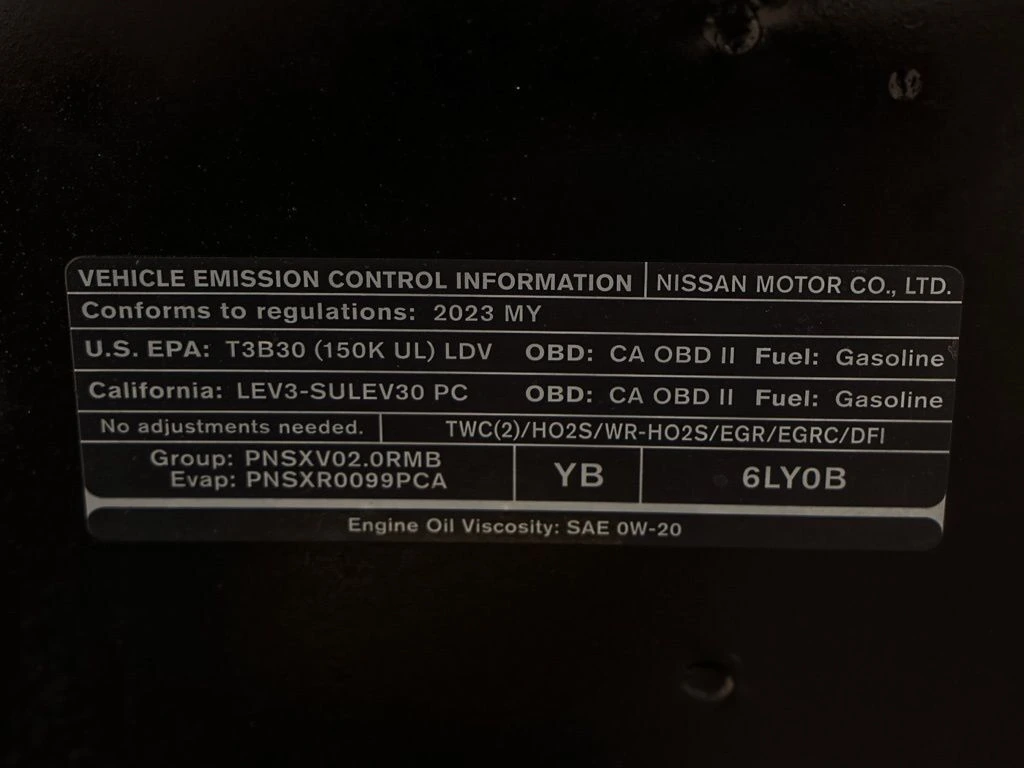 VEHICLE EMISSION CONTROL INFORMATION NISSAN MOTOR CO., LTD.
Conforms to regulations: 2023 MY
U.S. EPA: T3B30 (150K UL) LDV OBD: CA OBD II Fuel: Gasoline
California: LEV3-SULEV30 PC OBD: CA OBD II Fuel: Gasoline
No adjustments needed. TWC(2)/HO2S/WR-HO2S/EGR/EGRC/DFI
Group: PNSXV02.0RMB
Evap: PNSXR0099PCA
YB
6LY0B
Engine Oil Viscosity: SAE 0W-20